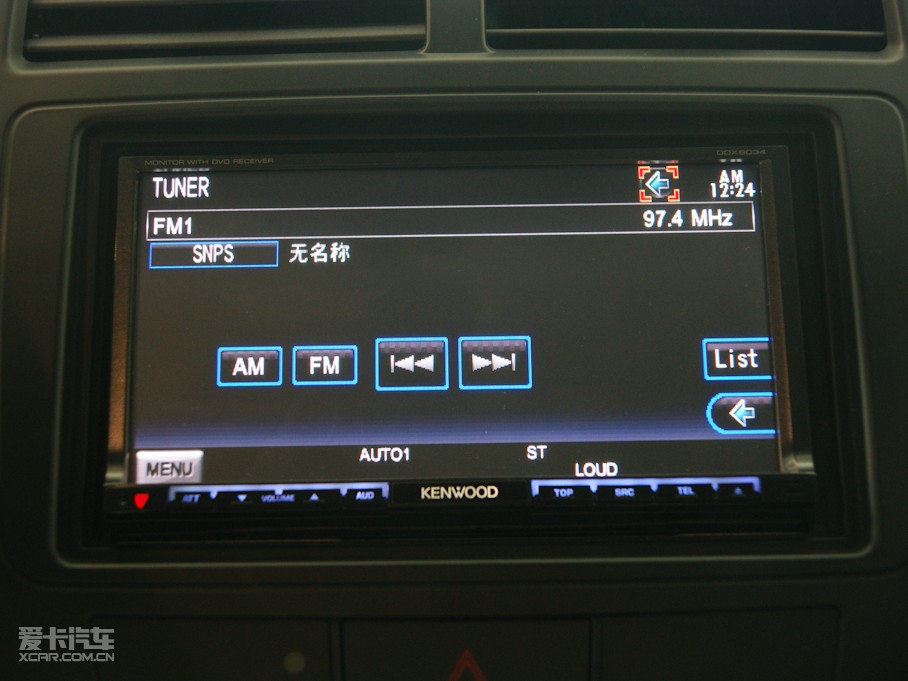 MONITOR WITH DVD RECEIVER
TUNER
AM
12:24
FM1 97.4 MHz
SNPS 无名称
AM FM
List
AUTO1 ST
MENU LOUD
ATT VOLUME AUD KENWOOD TOP SRC TEL
爱卡汽车
XCAR.COM.CN